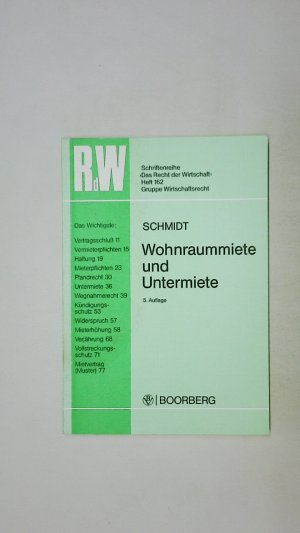 RdW
Schriftenreihe
›Das Recht der Wirtschaft‹
Heft 162
Gruppe Wirtschaftsrecht
Das Wichtigste:
Vertragsschluß 11
Vermieterpflichten 15
Haftung 19
Mieterpflichten 23
Pfandrecht 30
Untermiete 36
Wegnahmerecht 39
Kündigungs-
schutz 53
Widerspruch 57
Mieterhöhung 58
Verjährung 68
Vollstreckungs-
schutz 71
Mietvertrag
(Muster) 77
SCHMIDT
Wohnraummiete
und
Untermiete
5. Auflage
BOORBERG